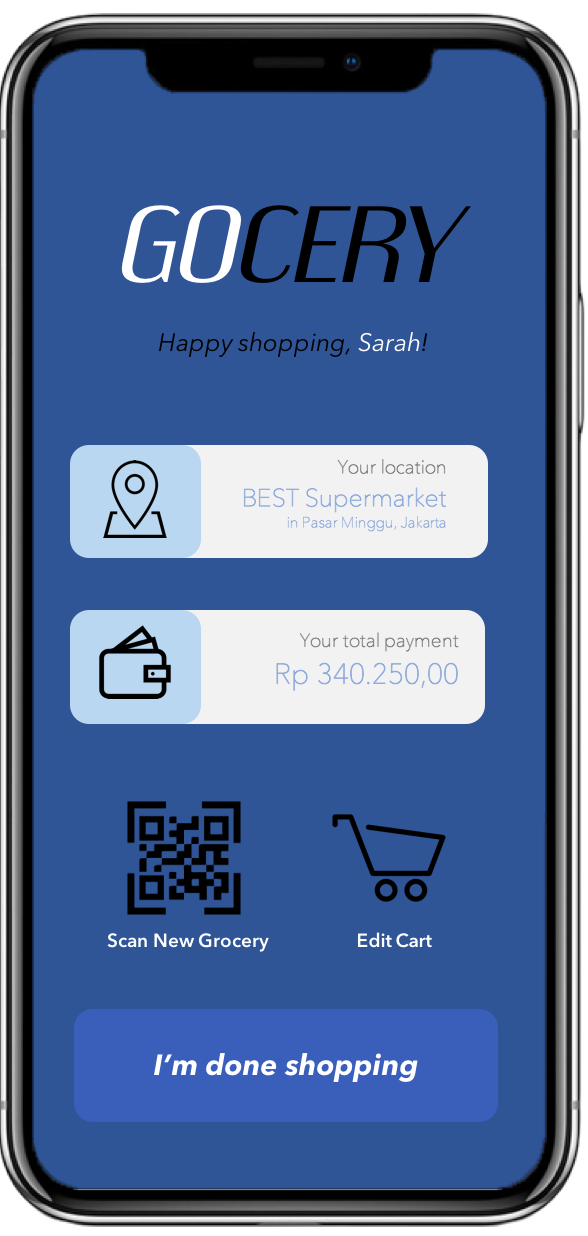 GOCERY
Happy shopping, Sarah!
Your location
BEST Supermarket
in Pasar Minggu, Jakarta
Your total payment
Rp 340.250,00
Scan New Grocery
Edit Cart
I’m done shopping